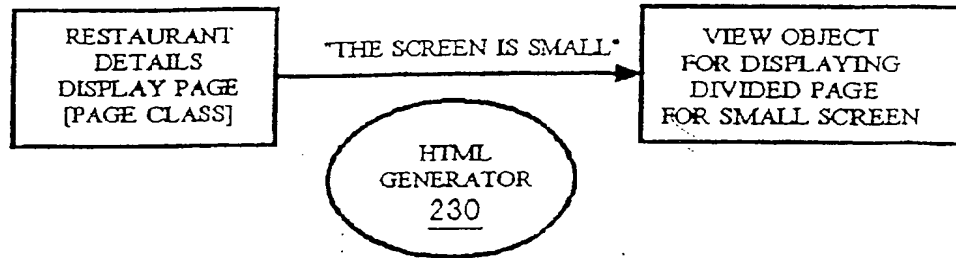 RESTAURANT
DETAILS
DISPLAY PAGE
[PAGE CLASS]
"THE SCREEN IS SMALL"
VIEW OBJECT
FOR DISPLAYING
DIVIDED PAGE
FOR SMALL SCREEN
HTML
GENERATOR
230